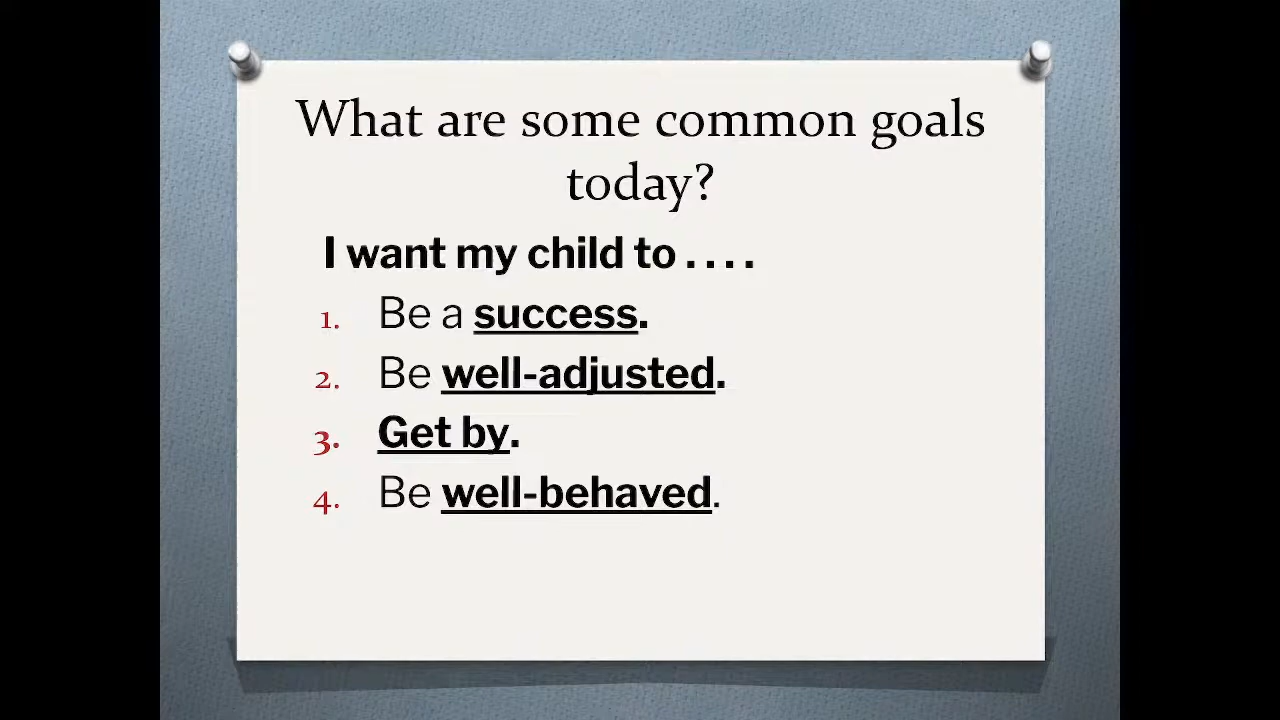 What are some common goals
today?
I want my child to . . . .
1. Be a success.
2. Be well-adjusted.
3. Get by.
4. Be well-behaved.